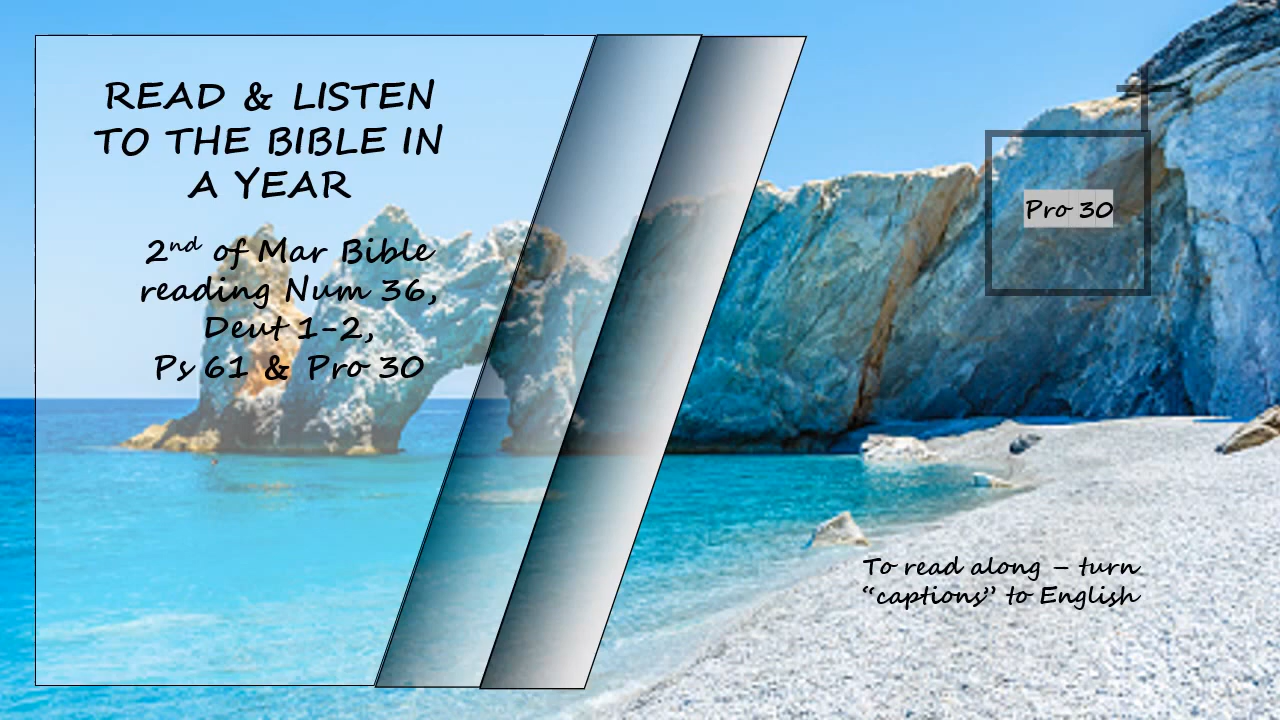 READ & LISTEN
TO THE BIBLE IN
A YEAR
2nd of Mar Bible
reading Num 36,
Deut 1-2,
Ps 61 & Pro 30
Pro 30
To read along – turn
“captions” to English